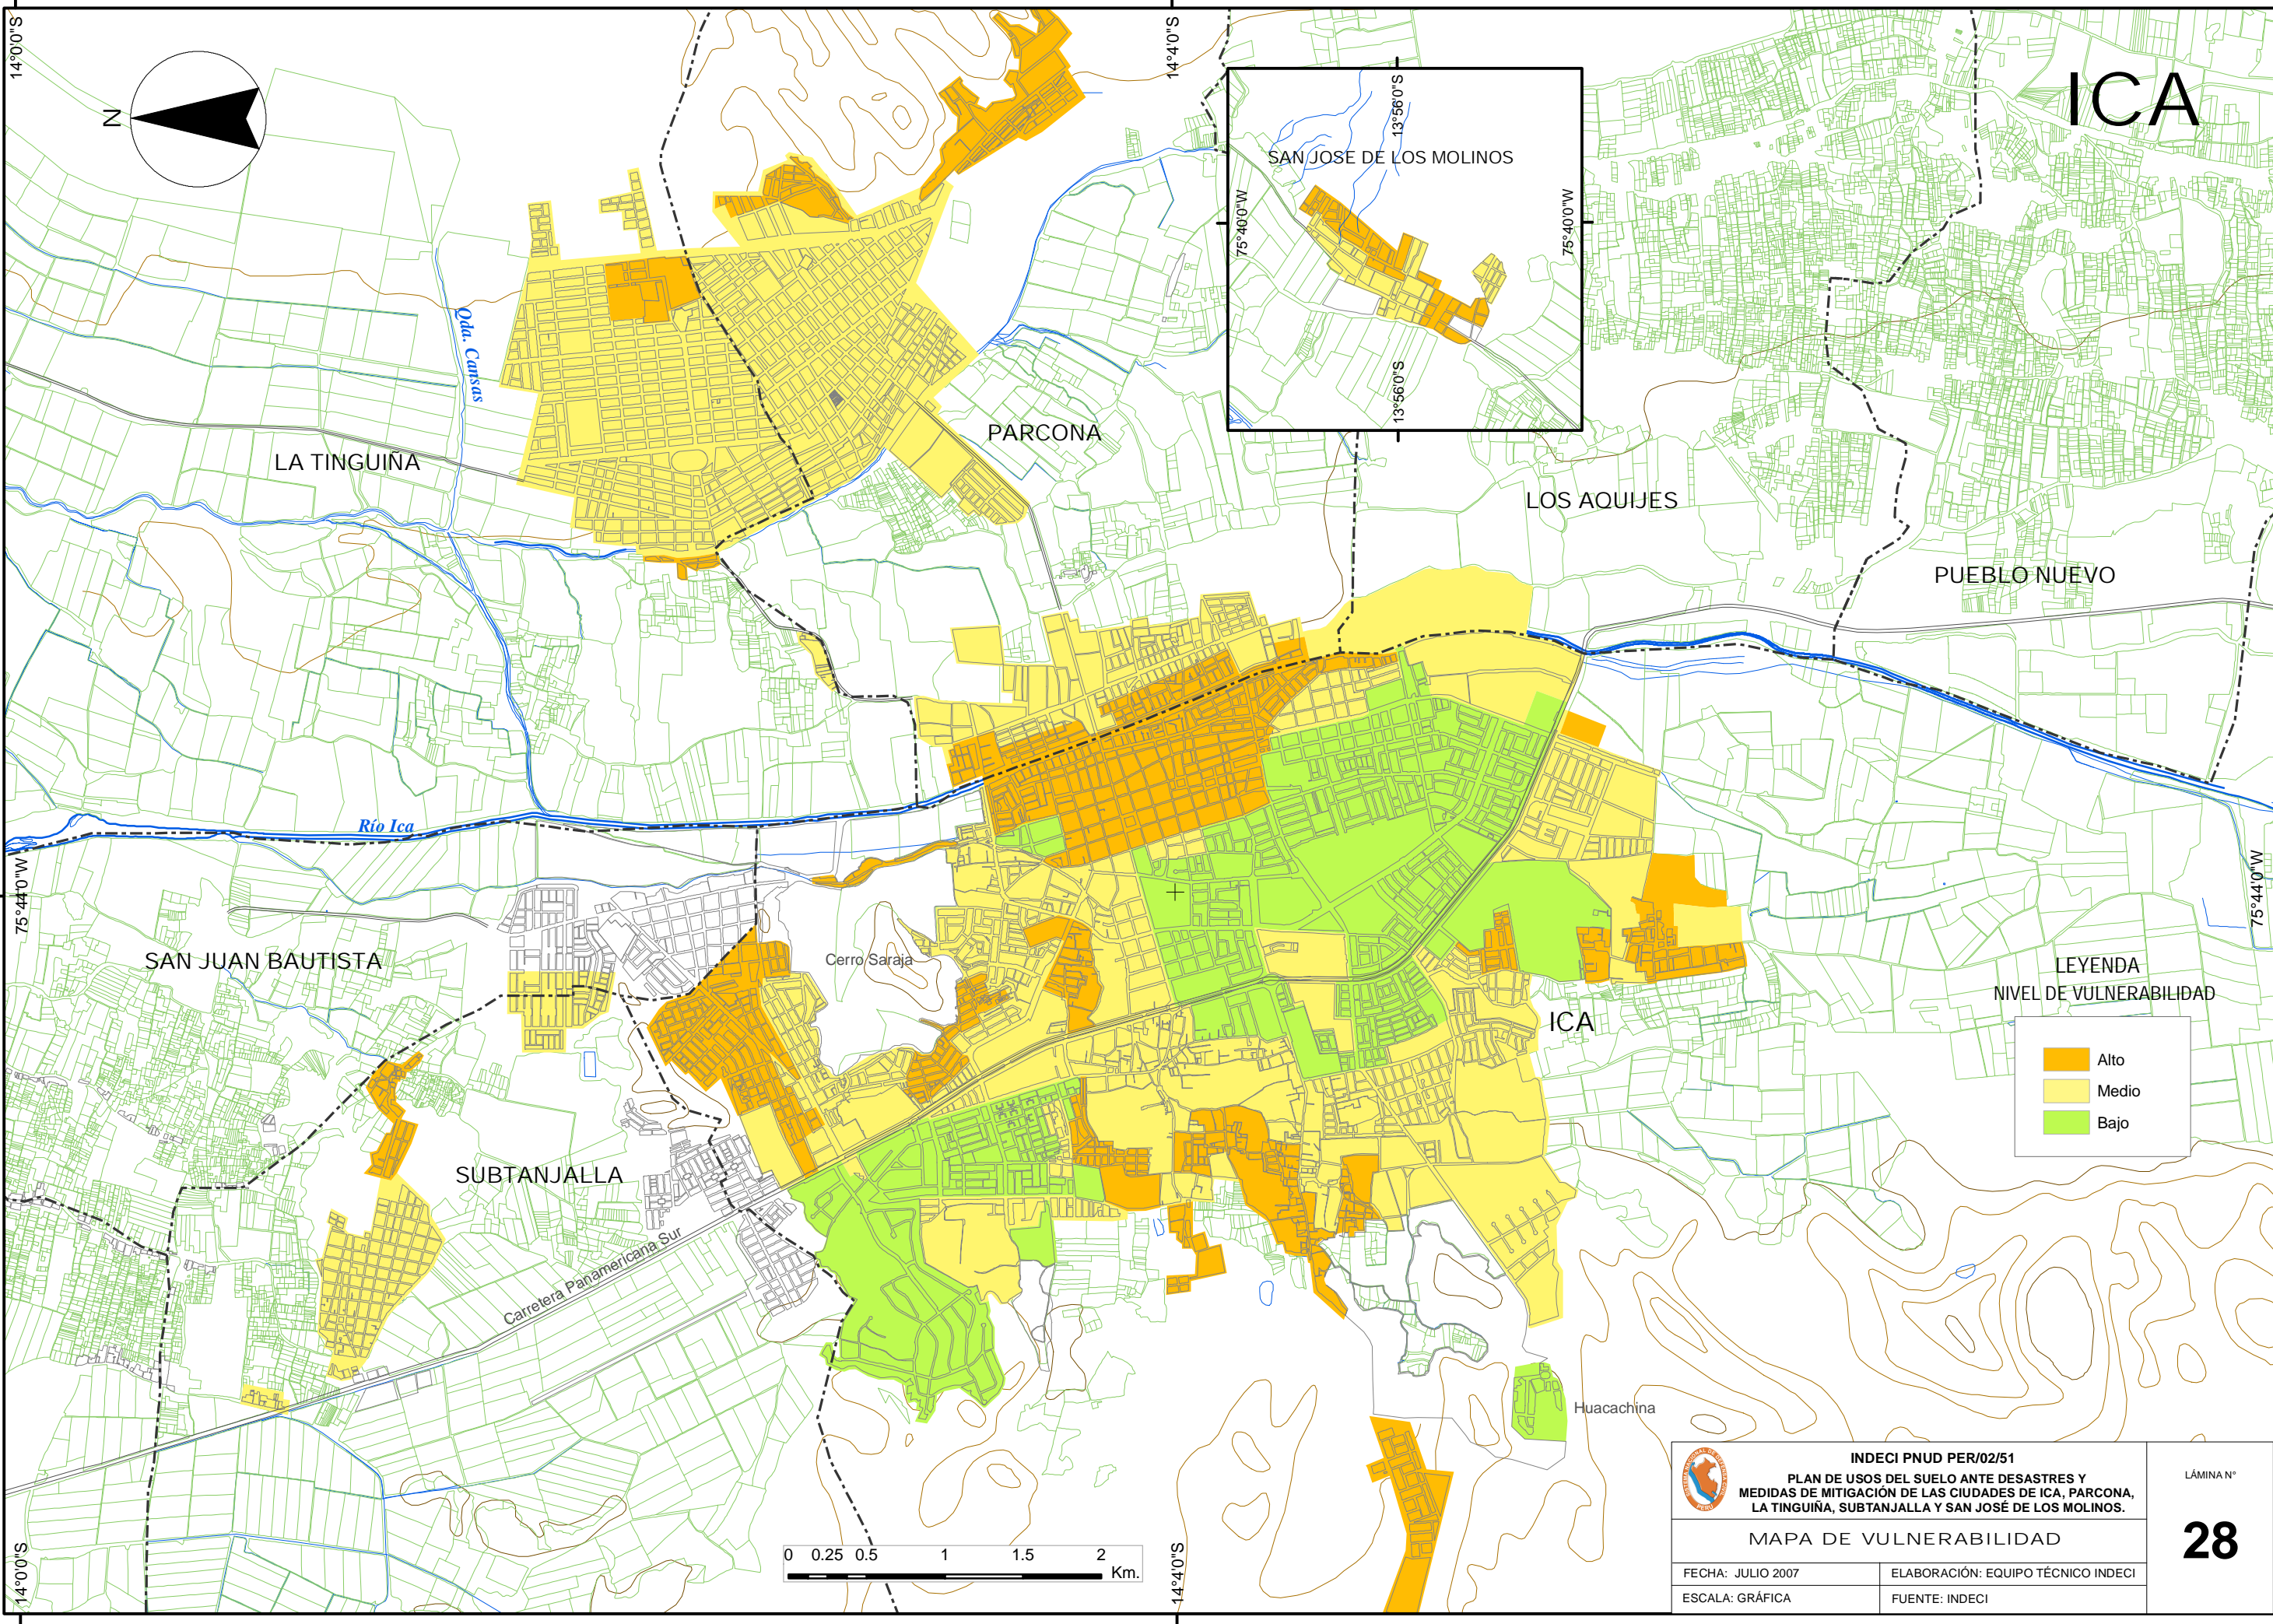 14°0'0"S
14°4'0"S
ICA
N
13°56'0"S
SAN JOSE DE LOS MOLINOS
75°40'0"W
75°40'0"W
13°56'0"S
Qda. Cansas
PARCONA
LA TINGUIÑA
LOS AQUIJES
PUEBLO NUEVO
Río Ica
75°44'0"W
75°44'0"W
SAN JUAN BAUTISTA
Cerro Saraja
ICA
LEYENDA
NIVEL DE VULNERABILIDAD
Alto
Medio
Bajo
SUBTANJALLA
Carretera Panamericana Sur
Huacachina
0 0.25 0.5 1 1.5 2
Km.
14°0'0"S
14°4'0"S
INDECI PNUD PER/02/51
PLAN DE USOS DEL SUELO ANTE DESASTRES Y
MEDIDAS DE MITIGACIÓN DE LAS CIUDADES DE ICA, PARCONA,
LA TINGUIÑA, SUBTANJALLA Y SAN JOSÉ DE LOS MOLINOS.
MAPA DE VULNERABILIDAD
FECHA: JULIO 2007
ELABORACIÓN: EQUIPO TÉCNICO INDECI
ESCALA: GRÁFICA
FUENTE: INDECI
LÁMINA N°
28